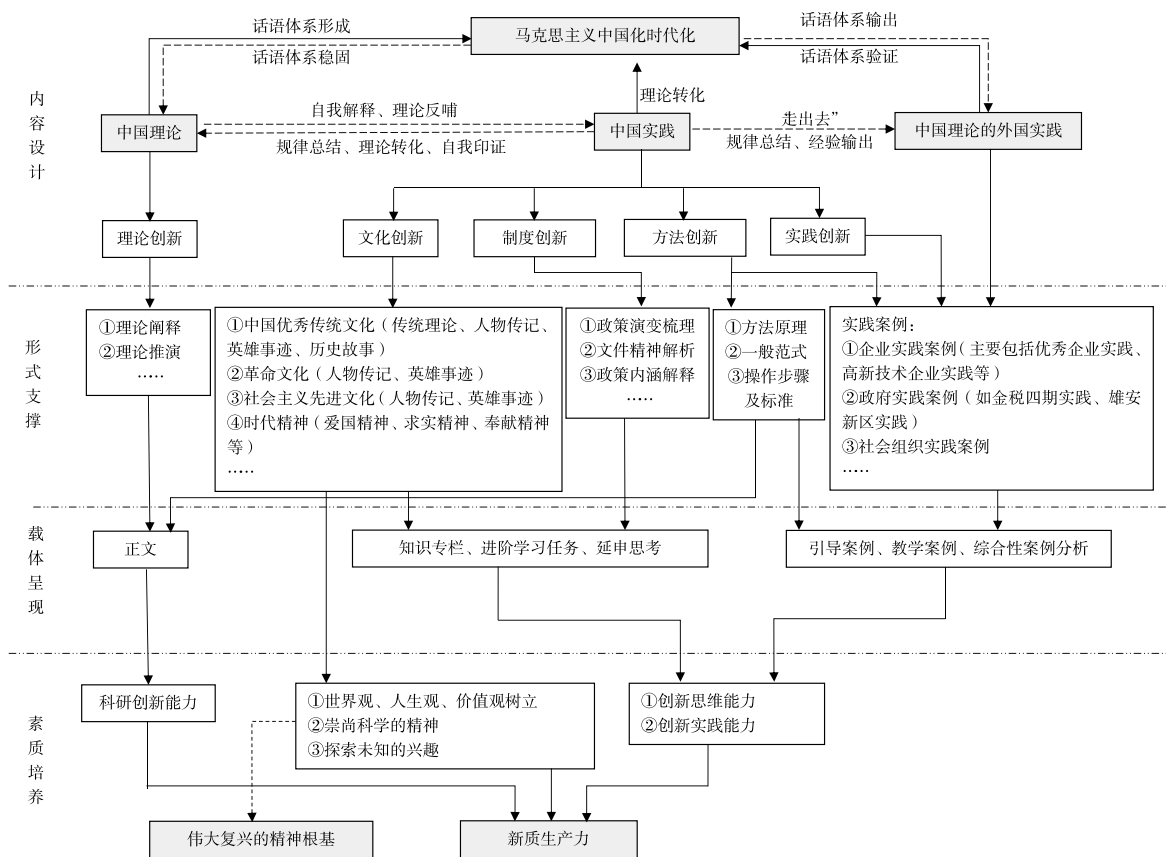 话语体系形成
话语体系稳固
马克思主义中国化时代化
话语体系输出
话语体系验证
内容设计
理论转化
中国理论
自我解释、理论反哺
规律总结、理论转化、自我印证
中国实践
走出去”
规律总结、经验输出
中国理论的外国实践
理论创新
文化创新
制度创新
方法创新
实践创新
形式支撑
①理论阐释
②理论推演
……
①中国优秀传统文化（传统理论、人物传记、
英雄事迹、历史故事）
②革命文化（人物传记、英雄事迹）
③社会主义先进文化（人物传记、英雄事迹）
④时代精神（爱国精神、求实精神、奉献精神
等）
……
①政策演变梳理
②文件精神解析
③政策内涵解释
……
①方法原理
②一般范式
③操作步骤
及标准
实践案例：
①企业实践案例（主要包括优秀企业实践、
高新技术企业实践等）
②政府实践案例（如金税四期实践、雄安
新区实践）
③社会组织实践案例
……
载体呈现
正文
知识专栏、进阶学习任务、延申思考
引导案例、教学案例、综合性案例分析
素质培养
科研创新能力
①世界观、人生观、价值观树立
②崇尚科学的精神
③探索未知的兴趣
①创新思维能力
②创新实践能力
伟大复兴的精神根基
新质生产力